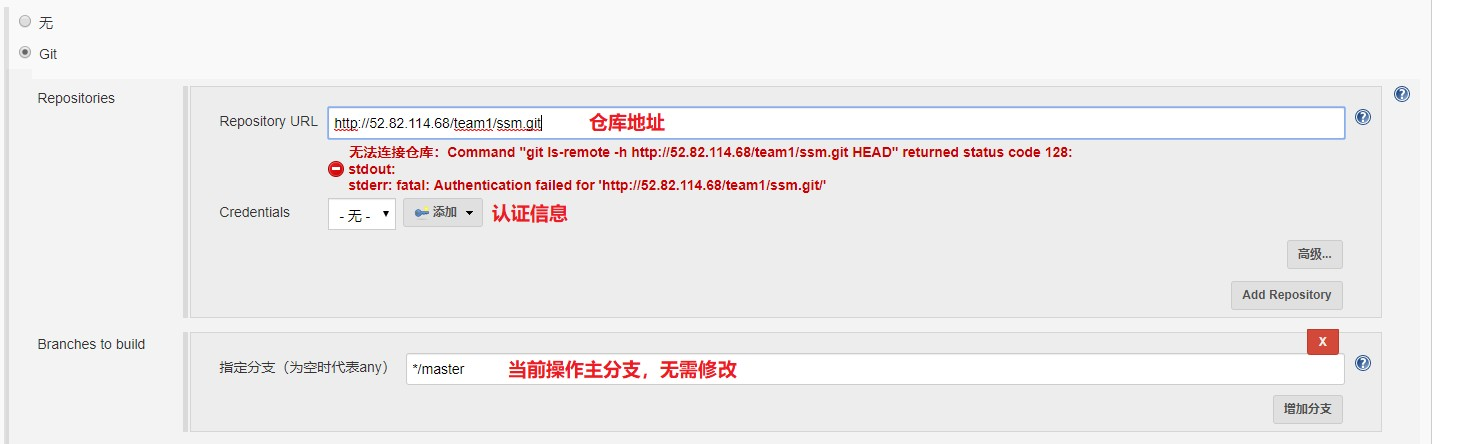 无
Git
Repositories
Repository URL http://52.82.114.68/team1/ssm.git 仓库地址
无法连接仓库：Command "git ls-remote -h http://52.82.114.68/team1/ssm.git HEAD" returned status code 128:
stdout:
stderr: fatal: Authentication failed for 'http://52.82.114.68/team1/ssm.git/'
Credentials - 无 - 添加 认证信息
高级...
Add Repository
Branches to build
X
指定分支（为空时代表any） */master 当前操作主分支，无需修改
增加分支